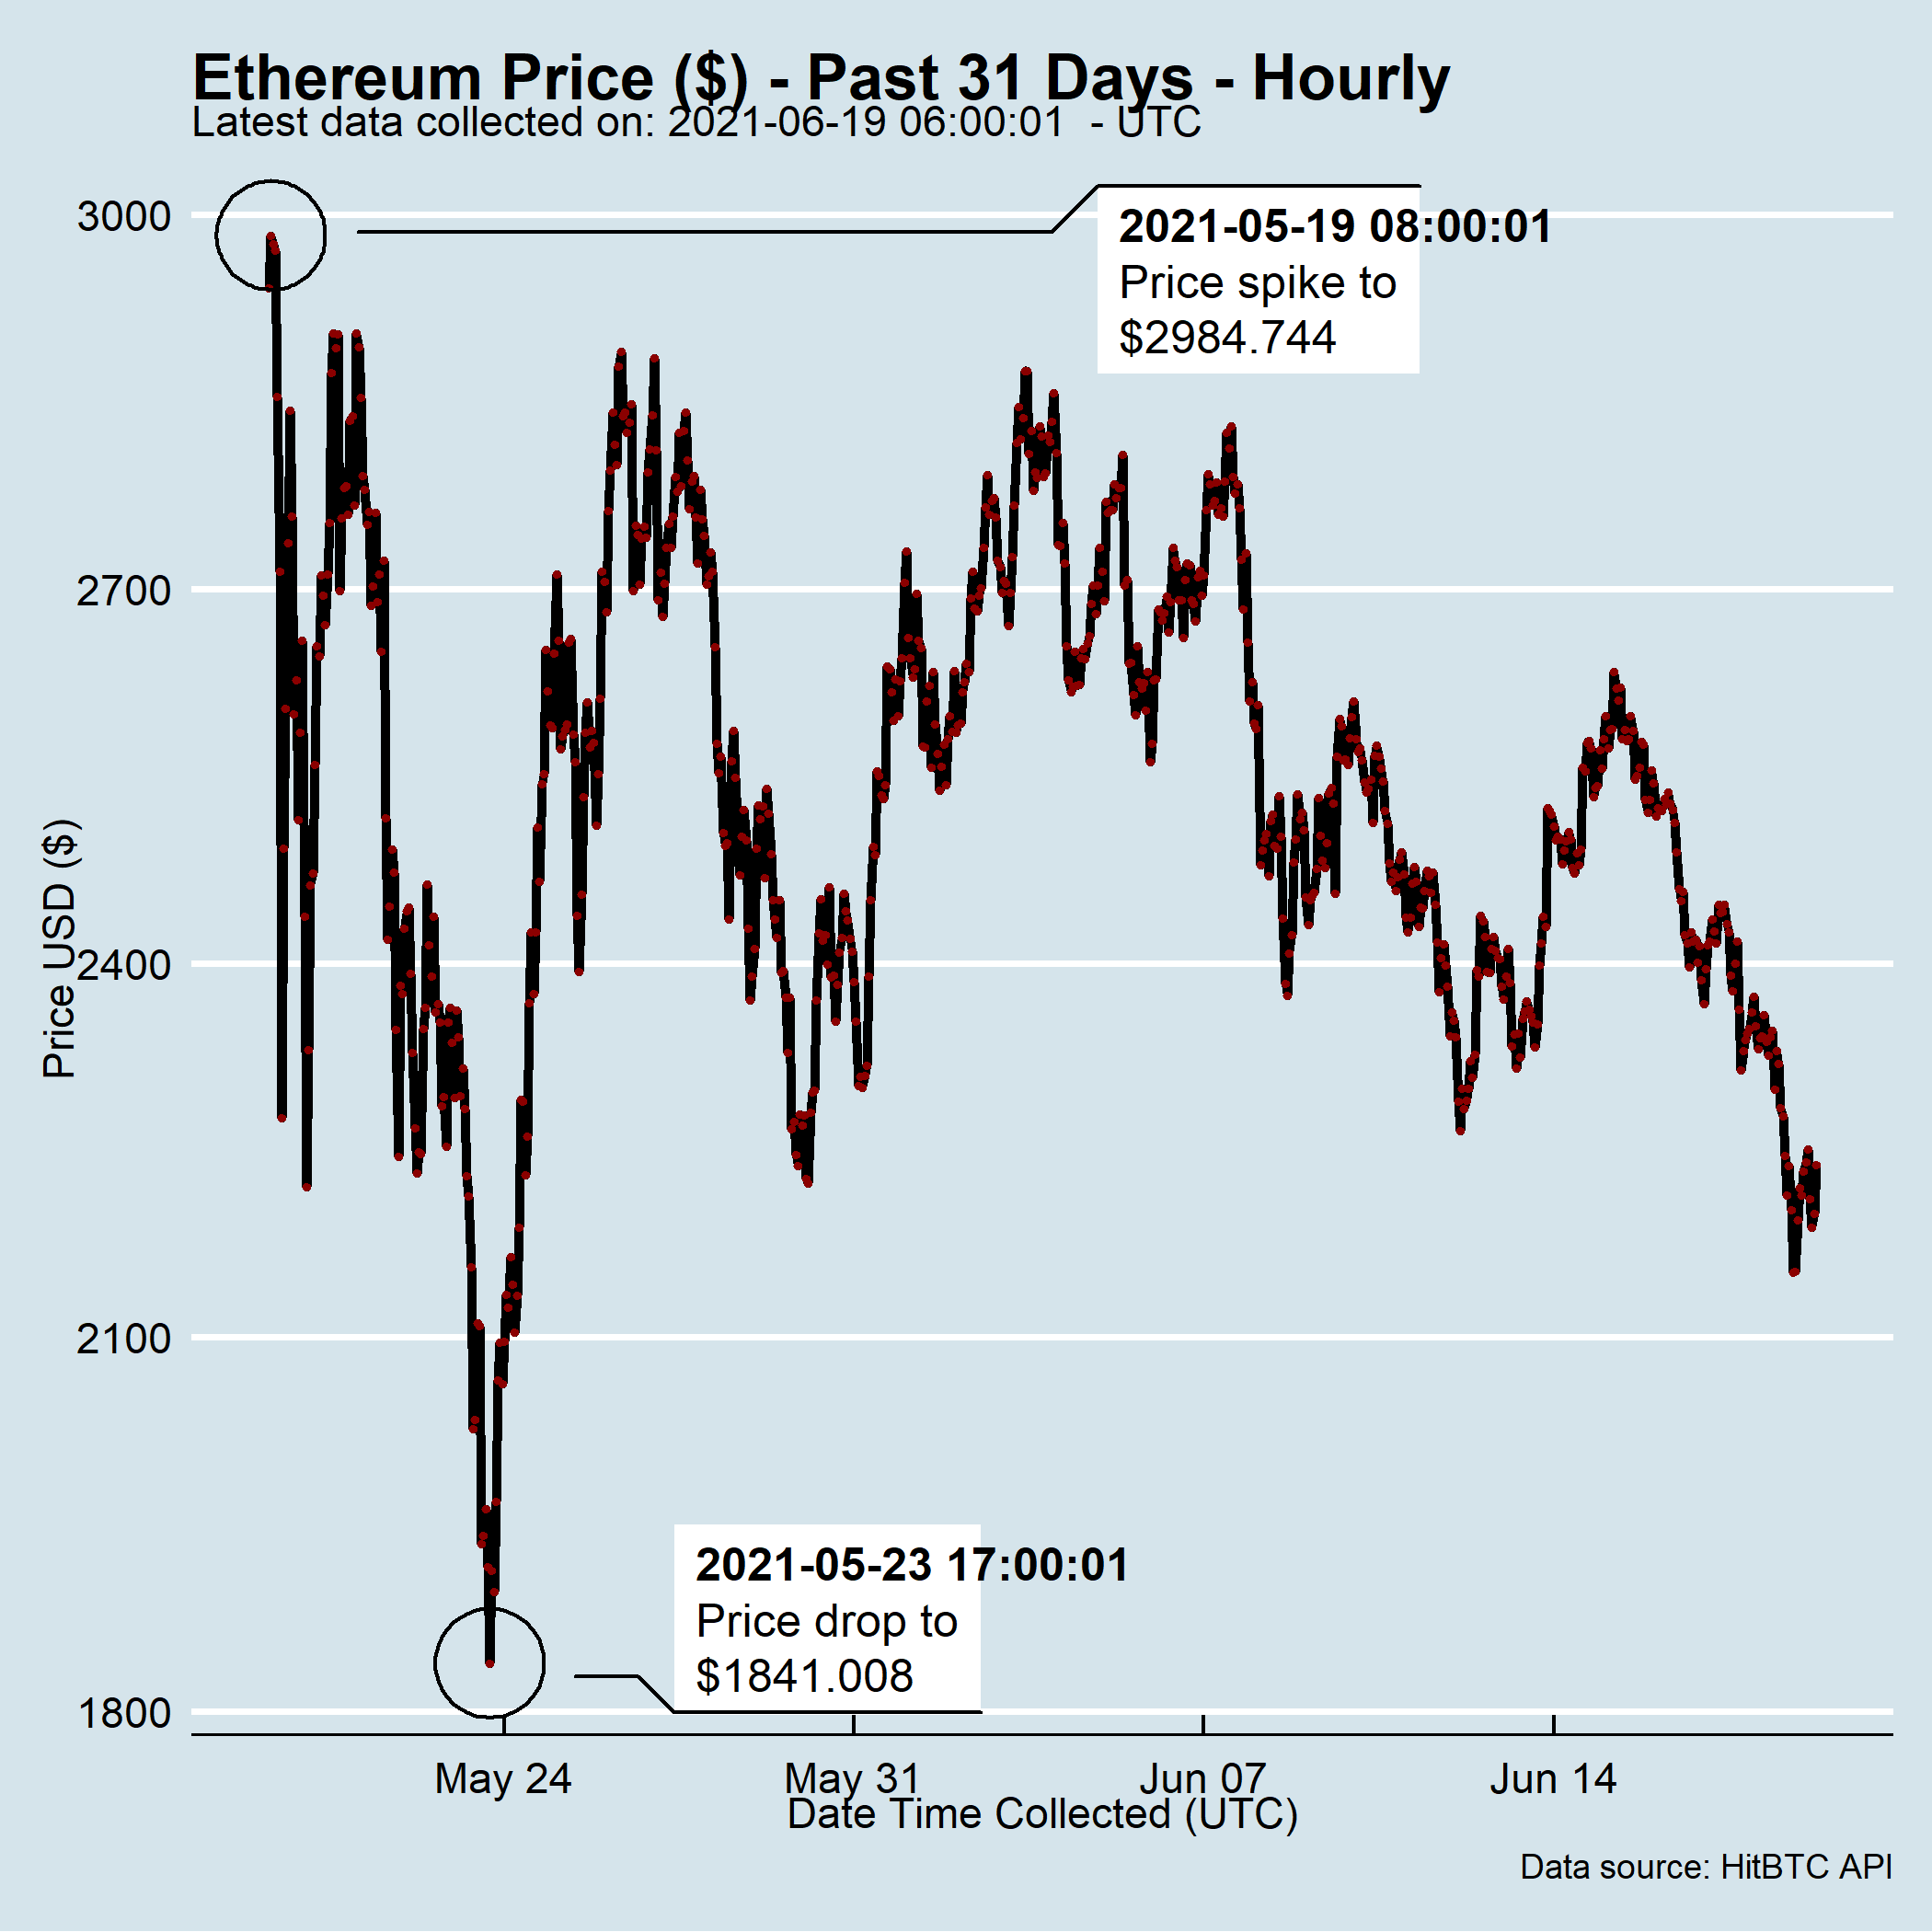 Ethereum Price ($) - Past 31 Days - Hourly
Latest data collected on: 2021-06-19 06:00:01  - UTC
3000
2021-05-19 08:00:01
Price spike to
$2984.744
2700
Price USD ($)
2400
2100
2021-05-23 17:00:01
Price drop to
$1841.008
1800
May 24
May 31
Jun 07
Jun 14
Date Time Collected (UTC)
Data source: HitBTC API